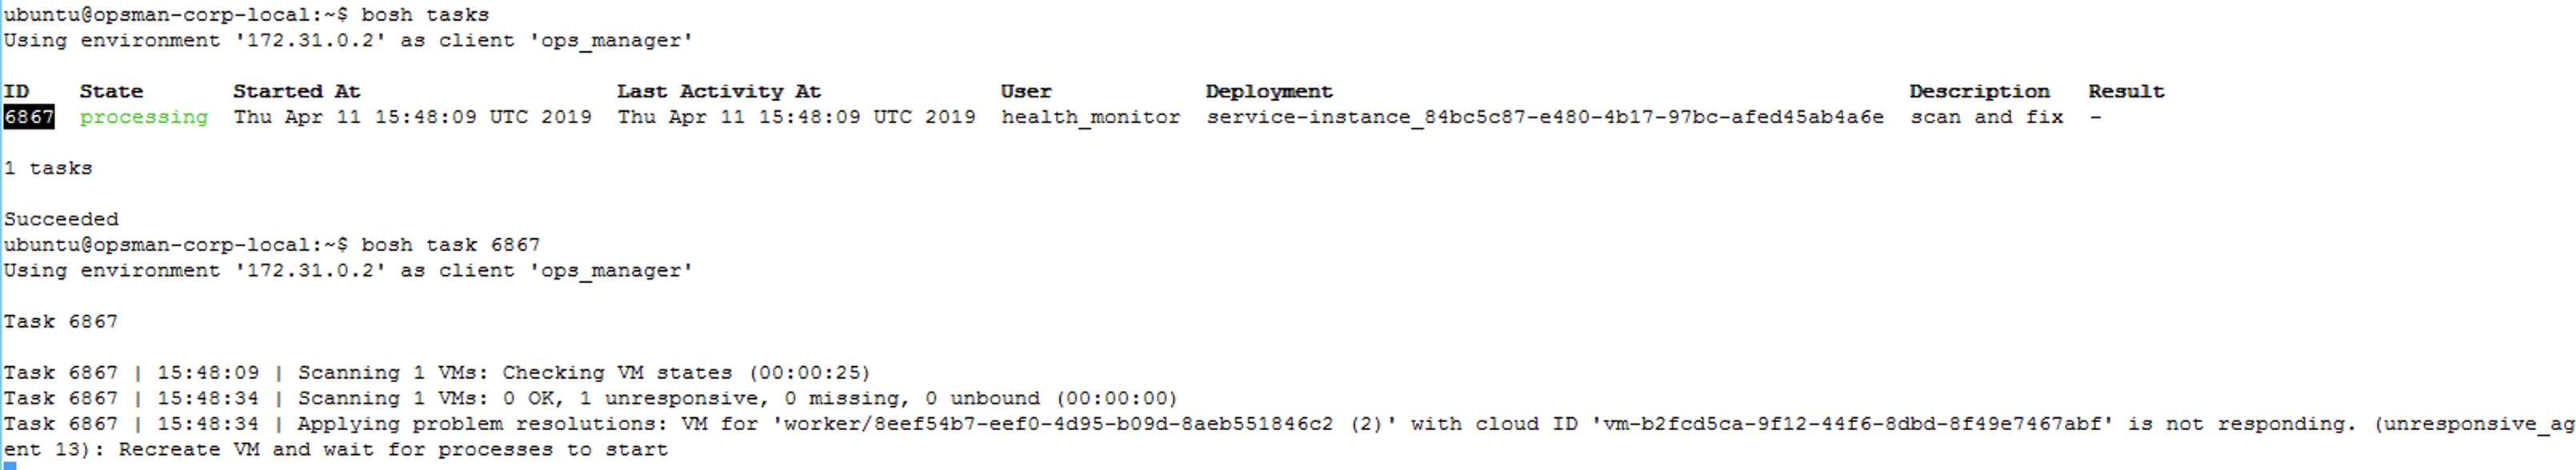 ubuntu@opsman-corp-local:~$ bosh tasks
Using environment '172.31.0.2' as client 'ops_manager'
ID State Started At Last Activity At User Deployment Description Result
6867 processing Thu Apr 11 15:48:09 UTC 2019 Thu Apr 11 15:48:09 UTC 2019 health_monitor service-instance_84bc5c87-e480-4b17-97bc-afed45ab4a6e scan and fix -
1 tasks
Succeeded
ubuntu@opsman-corp-local:~$ bosh task 6867
Using environment '172.31.0.2' as client 'ops_manager'
Task 6867
Task 6867 | 15:48:09 | Scanning 1 VMs: Checking VM states (00:00:25)
Task 6867 | 15:48:34 | Scanning 1 VMs: 0 OK, 1 unresponsive, 0 missing, 0 unbound (00:00:00)
Task 6867 | 15:48:34 | Applying problem resolutions: VM for 'worker/8eef54b7-eef0-4d95-b09d-8aeb551846c2 (2)' with cloud ID 'vm-b2fcd5ca-9f12-44f6-8dbd-8f49e7467abf' is not responding. (unresponsive_ag
ent 13): Recreate VM and wait for processes to start